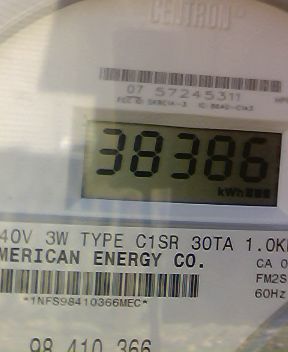 CENTRON®
07 57245311
38386
kWh
40V 3W TYPE C1SR 30TA 1.0K
MERICAN ENERGY CO.
CA 0
FM2S
60Hz
*1NFS98410366MEC*
98 410 366